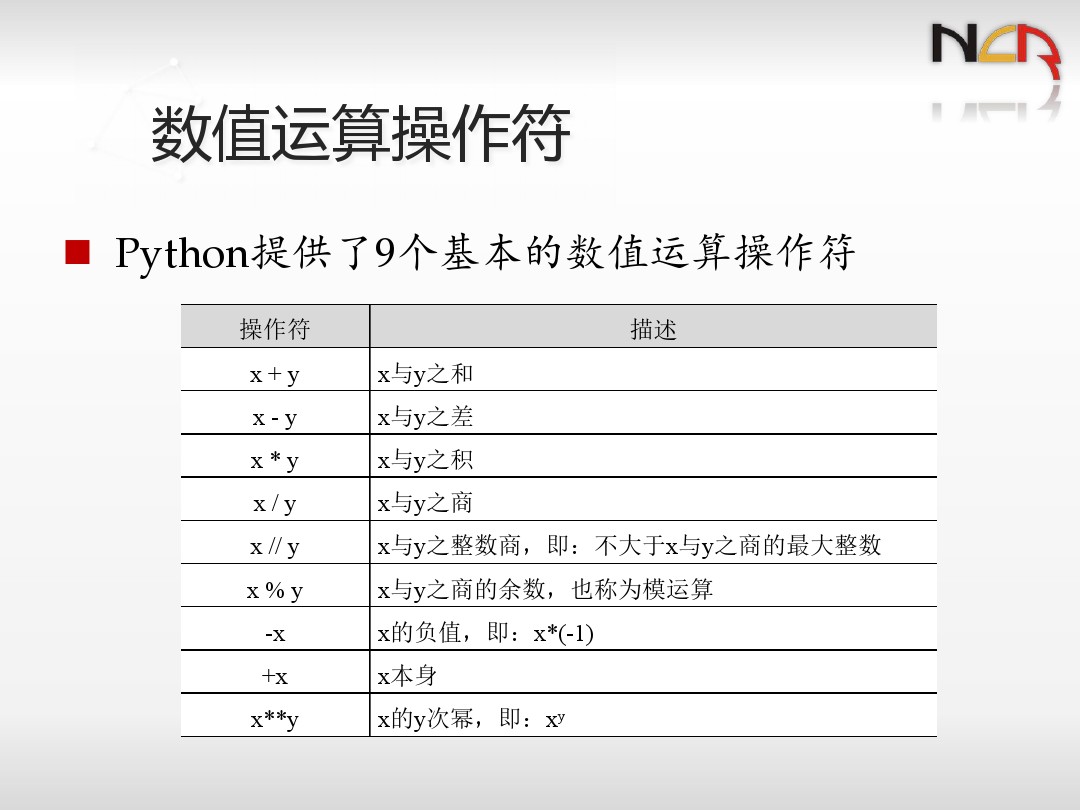 NCR
数值运算操作符
Python提供了9个基本的数值运算操作符
操作符 描述
x + y x与y之和
x - y x与y之差
x * y x与y之积
x / y x与y之商
x // y x与y之整数商，即：不大于x与y之商的最大整数
x % y x与y之商的余数，也称为模运算
-x x的负值，即：x*(-1)
+x x本身
x**y x的y次幂，即：xʸ